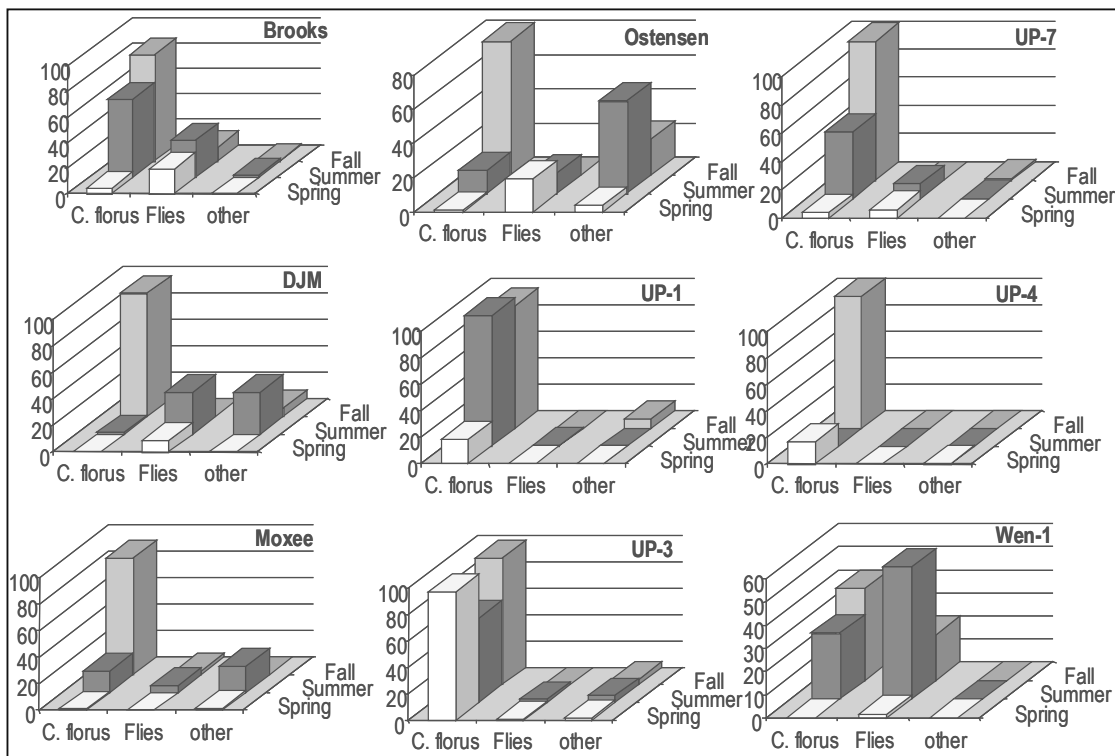 Brooks
100
80
60
40
20
0
C. florus Flies other
Spring
Summer
Fall
Ostensen
80
60
40
20
0
C. florus Flies other
Spring
Summer
Fall
UP-7
100
80
60
40
20
0
C. florus Flies other
Spring
Summer
Fall
DJM
100
80
60
40
20
0
C. florus Flies other
Spring
Summer
Fall
UP-1
100
80
60
40
20
0
C. florus Flies other
Spring
Summer
Fall
UP-4
100
80
60
40
20
0
C. florus Flies other
Spring
Summer
Fall
Moxee
100
80
60
40
20
0
C. florus Flies other
Spring
Summer
Fall
UP-3
100
80
60
40
20
0
C. florus Flies other
Spring
Summer
Fall
Wen-1
60
50
40
30
20
10
0
C. florus Flies other
Spring
Summer
Fall